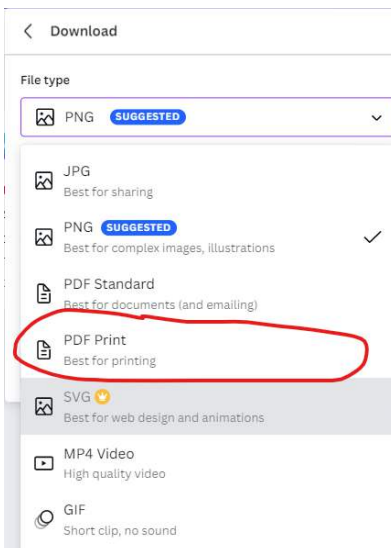 Download
File type
PNG SUGGESTED
JPG
Best for sharing
PNG SUGGESTED
Best for complex images, illustrations
PDF Standard
Best for documents (and emailing)
PDF Print
Best for printing
SVG
Best for web design and animations
MP4 Video
High quality video
GIF
Short clip, no sound